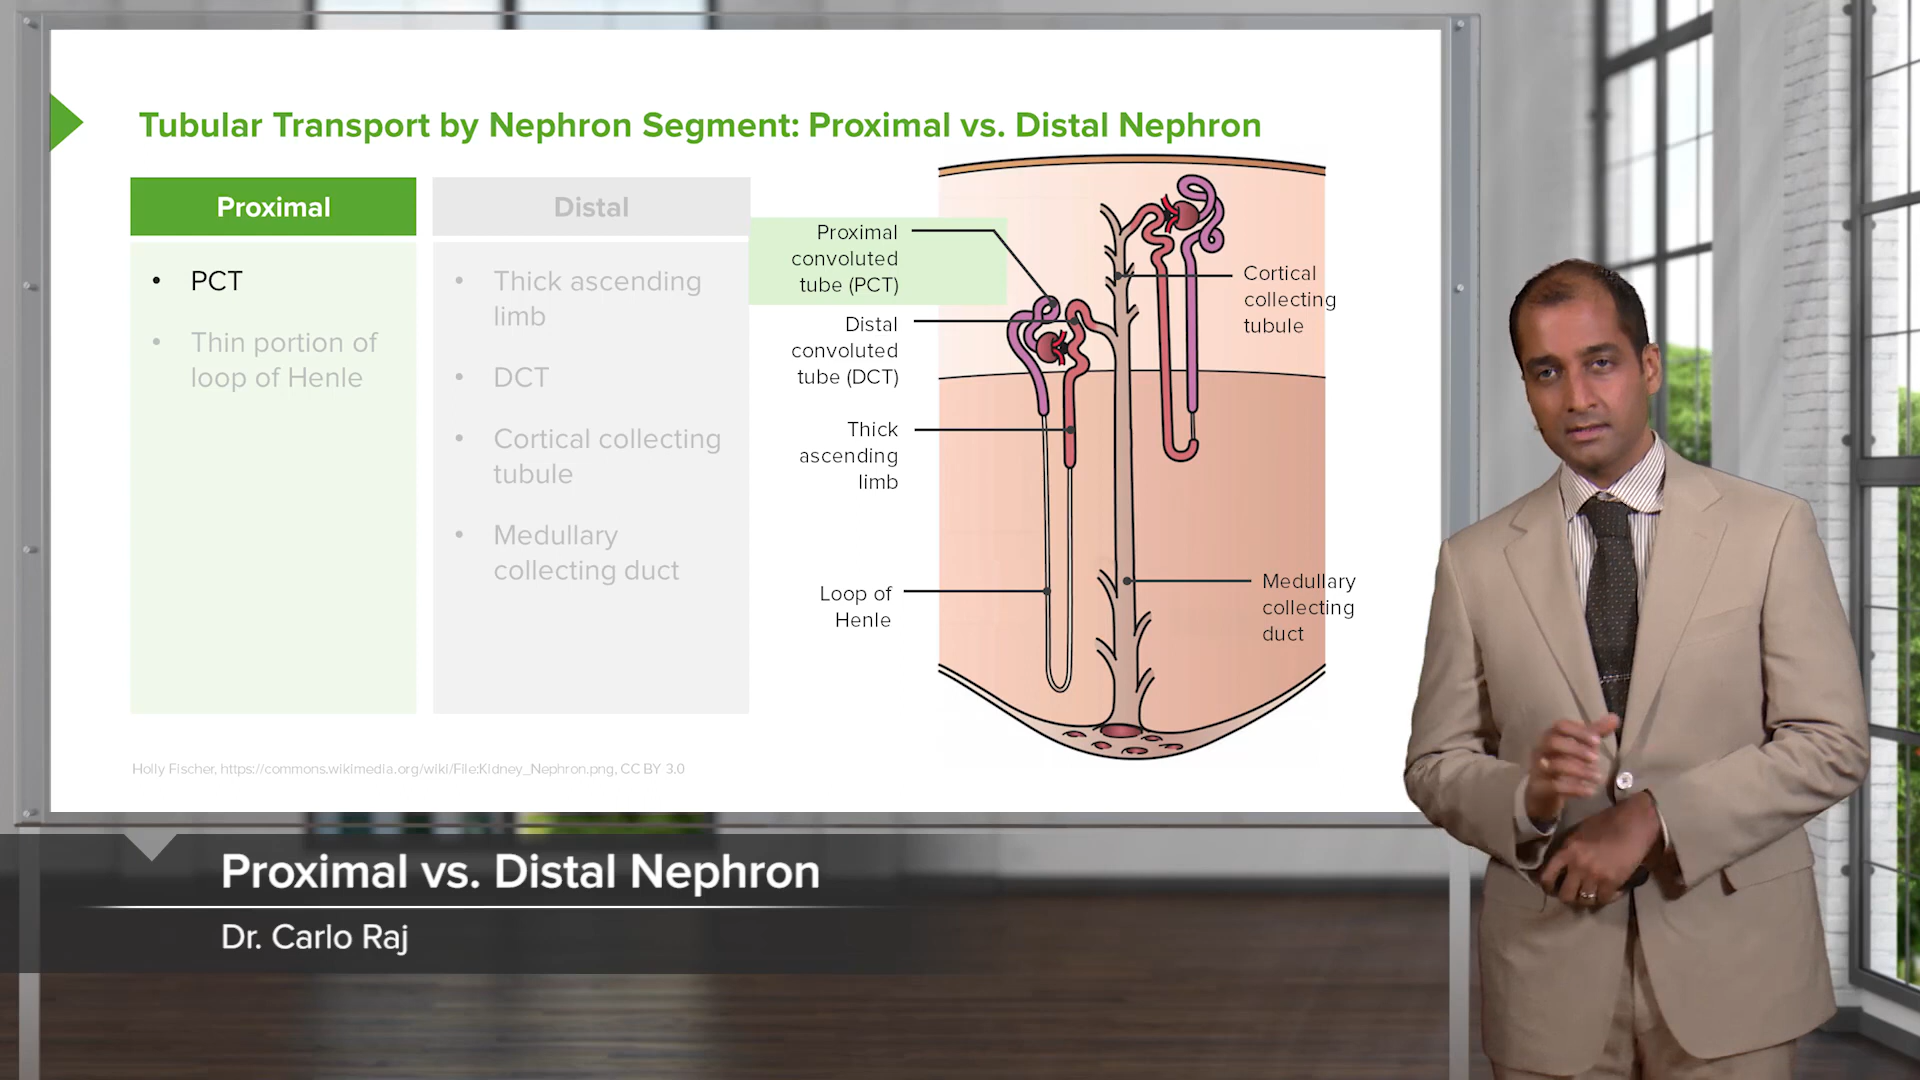 Tubular Transport by Nephron Segment: Proximal vs. Distal Nephron
Proximal
• PCT
• Thin portion of
loop of Henle
Distal
• Thick ascending
limb
• DCT
• Cortical collecting
tubule
• Medullary
collecting duct
Proximal
convoluted
tube (PCT)
Distal
convoluted
tube (DCT)
Thick
ascending
limb
Loop of
Henle
Cortical
collecting
tubule
Medullary
collecting
duct
Holly Fischer, https://commons.wikimedia.org/wiki/File:Kidney_Nephron.png, CC BY 3.0
Proximal vs. Distal Nephron
Dr. Carlo Raj